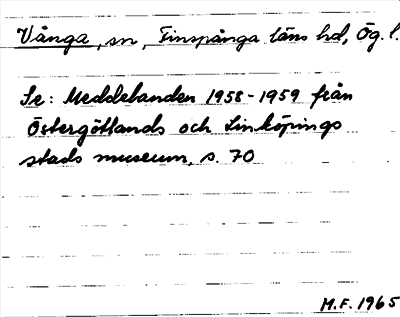 Vånga, sn, Finspånga läns hd, Ög. l.
Se: Meddelanden 1958-1959 från
Östergötlands och Linköpings
stads museum, s. 70
M.F. 1965